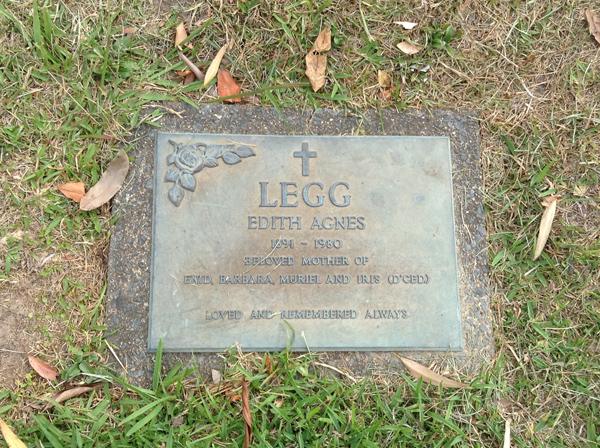 LEGG
EDITH AGNES
1891 - 1980
BELOVED MOTHER OF
ENID, BARBARA, MURIEL AND IRIS (D'CED.)
LOVED AND REMEMBERED ALWAYS